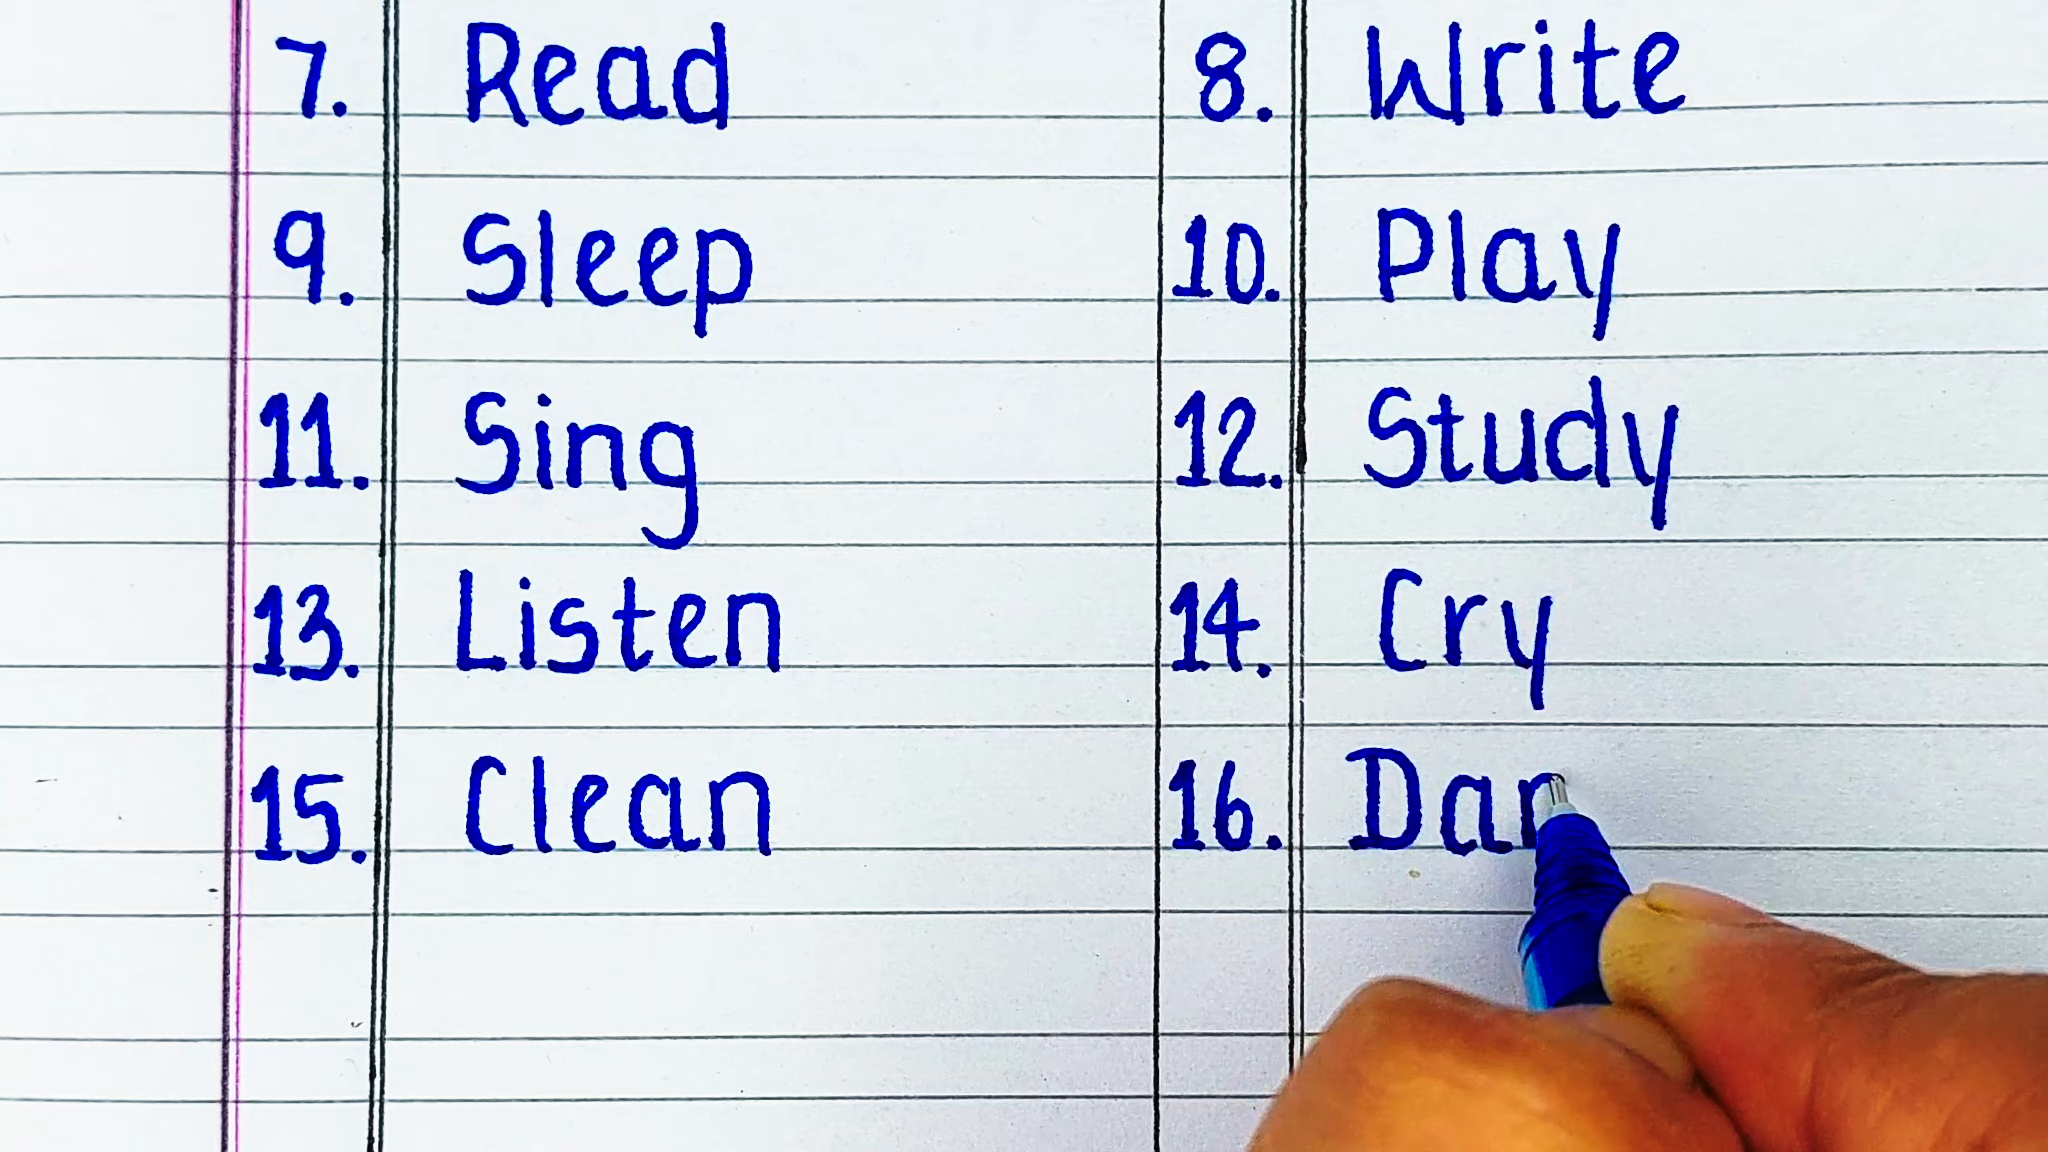 7. Read 8. Write
9. Sleep 10. Play
11. Sing 12. Study
13. Listen 14. Cry
15. Clean 16. Dan